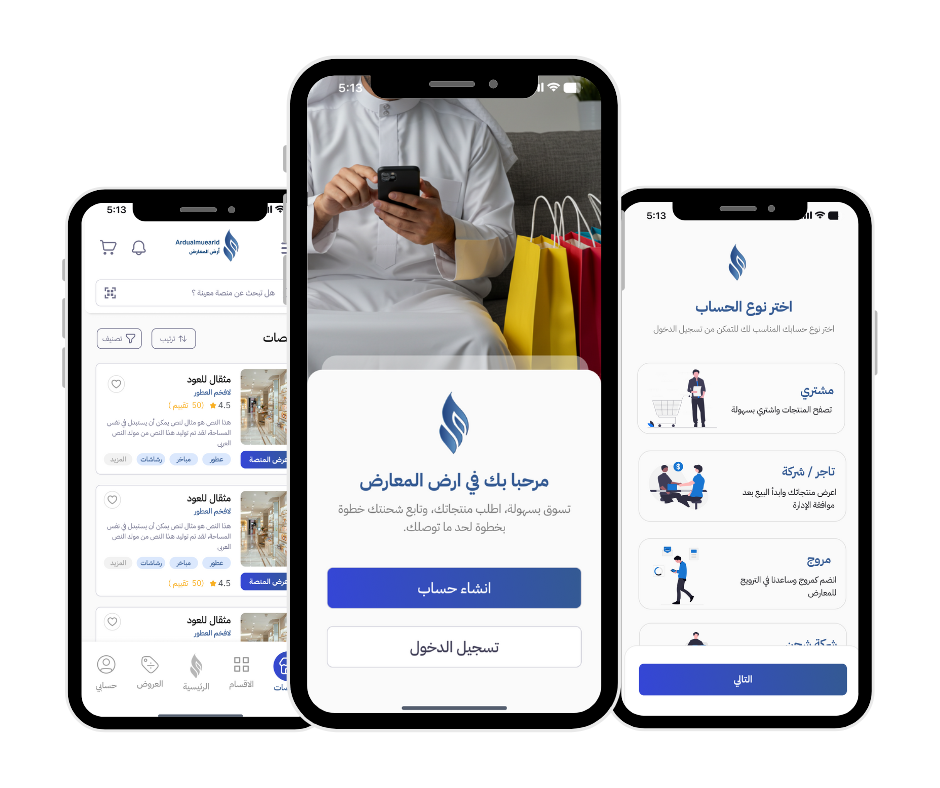 5:13
مرحبا بك في ارض المعارض
تسوق بسهولة، اطلب منتجاتك، وتابع شحنتك خطوة
بخطوة لحد ما توصلك.
انشاء حساب
تسجيل الدخول
5:13
Ardualmuearid
أرض المعارض
هل تبحث عن منصة معينة ؟
ترتيب
تصنيف
مثقال للعود
لافخم العطور
4.5 (50 تقييم)
هذا النص هو مثال لنص يمكن أن يستبدل في نفس
المساحة، لقد تم توليد هذا النص من مولد النص
العربى
عطور
مباخر
رشاشات
المزيد
عرض المنصة
مثقال للعود
لافخم العطور
هذا النص هو مثال لنص يمكن أن يستبدل في نفس
المساحة، لقد تم توليد هذا النص من مولد النص
العربى
عطور
مباخر
رشاشات
المزيد
4.5 (50 تقييم)
عرض المنصة
مثقال للعود
لافخم العطور
الاقسام
الرئيسية
العروض
حسابي
5:13
اختر نوع الحساب
اختر نوع حسابك المناسب لك للتمكن من تسجيل الدخول
مشتري
تصفح المنتجات واشتري بسهولة
تاجر / شركة
اعرض منتجاتك وابدأ البيع بعد
موافقة الإدارة
مروج
انضم كمروج وساعدنا في الترويج
للمعارض
شركة شحن
التالي